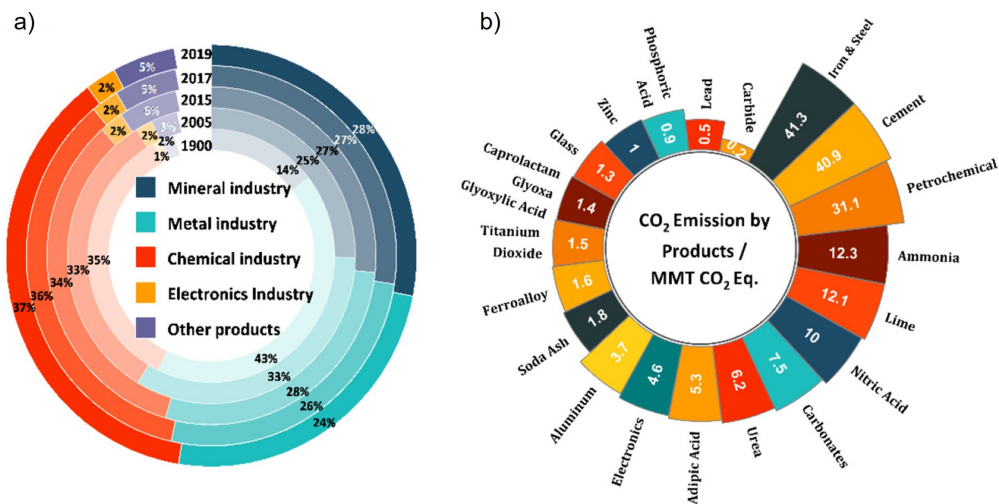 a)
2019
2017
2015
2005
1900
5%
5%
5%
3%
2%
2%
2%
2%
2%
1%
28%
27%
27%
25%
14%
Mineral industry
Metal industry
Chemical industry
Electronics Industry
Other products
35%
33%
34%
36%
37%
43%
33%
28%
26%
24%
b)
CO₂ Emission by
Products /
MMT CO₂ Eq.
Iron & Steel
41.3
Cement
40.9
Petrochemical
31.1
Ammonia
12.3
Lime
12.1
Nitric Acid
10
Carbonates
7.5
Urea
6.2
Adipic Acid
5.3
Electronics
4.6
Aluminum
3.7
Soda Ash
1.8
Ferroalloy
1.6
Titanium
Dioxide
1.5
Caprolactam
Glyoxa
Glyoxylic Acid
1.4
Glass
1.3
Zinc
1
Phosphoric
Acid
0.9
Lead
0.5
Carbide
0.2